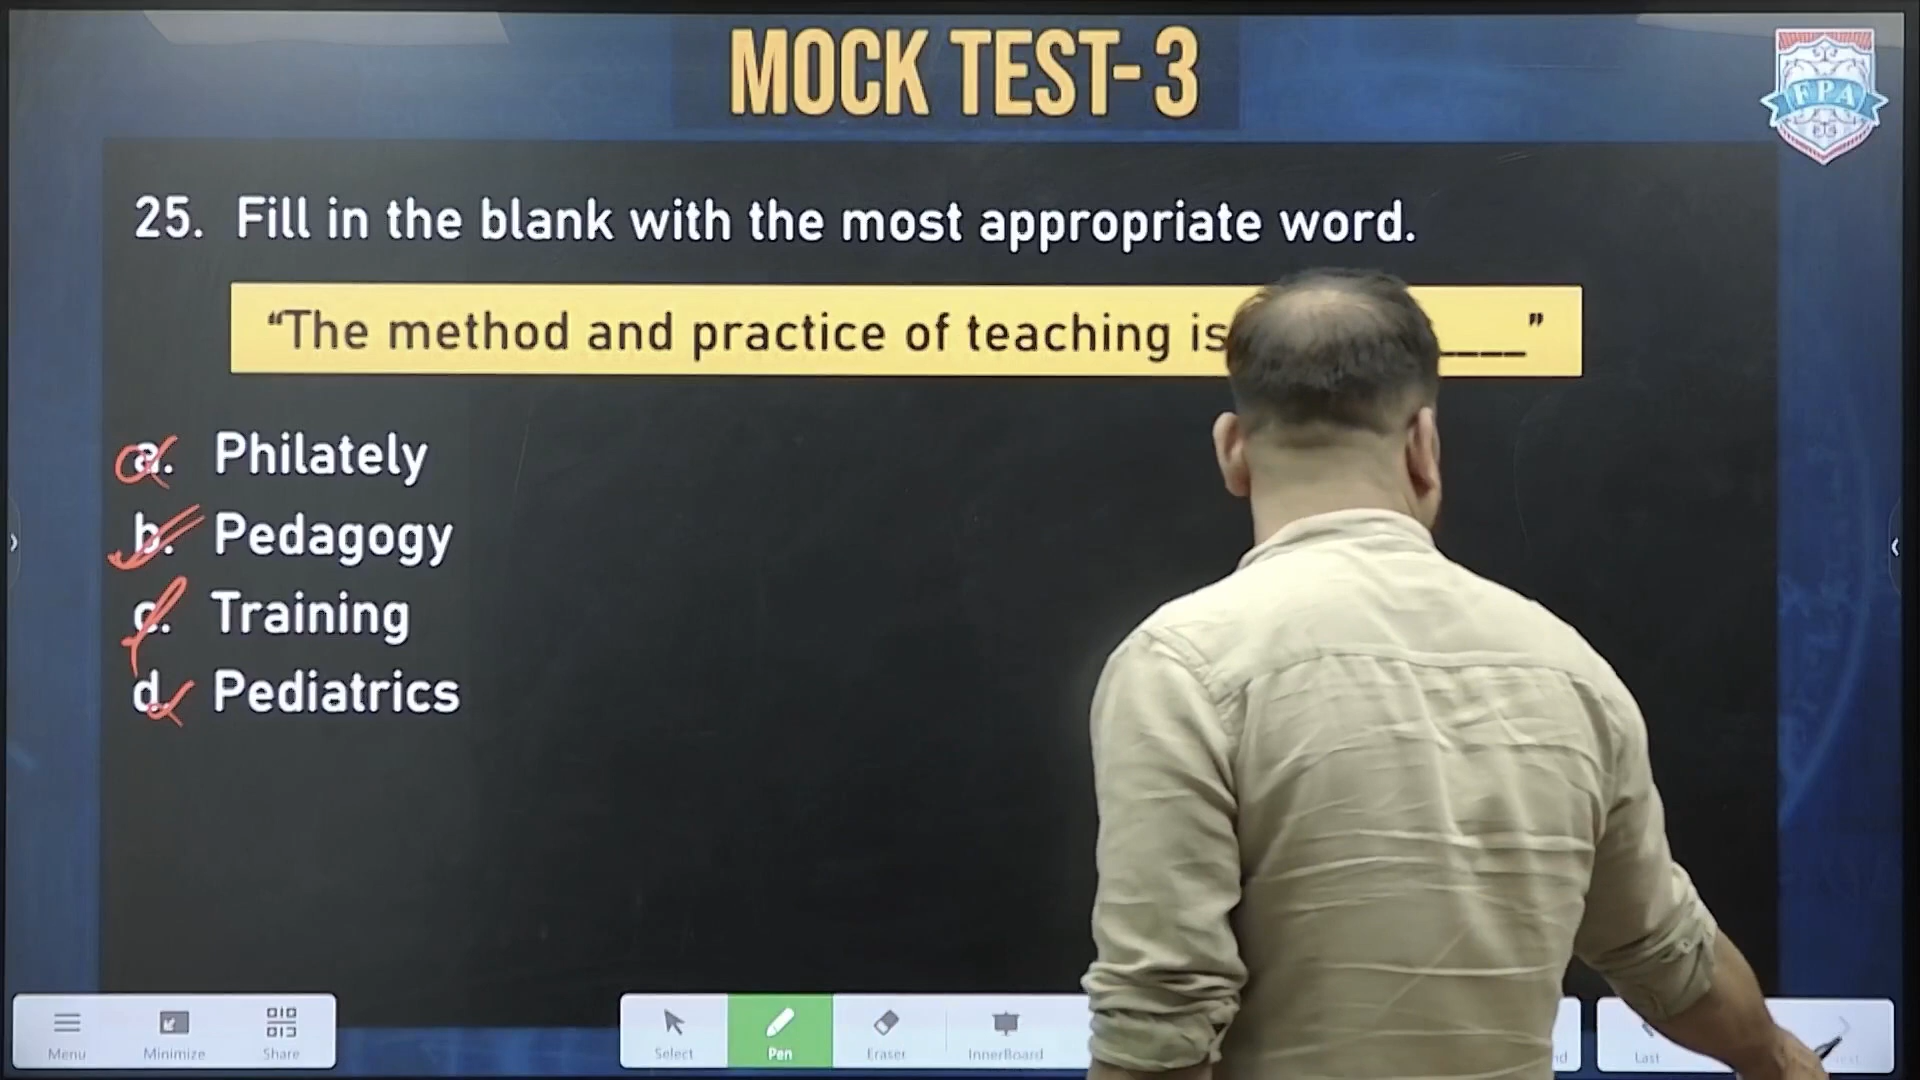 MOCK TEST-3
FPA
25. Fill in the blank with the most appropriate word.
“The method and practice of teaching is ____”
a. Philately
b. Pedagogy
c. Training
d. Pediatrics
Menu Minimize Share Select Pen Eraser InnerBoard Last